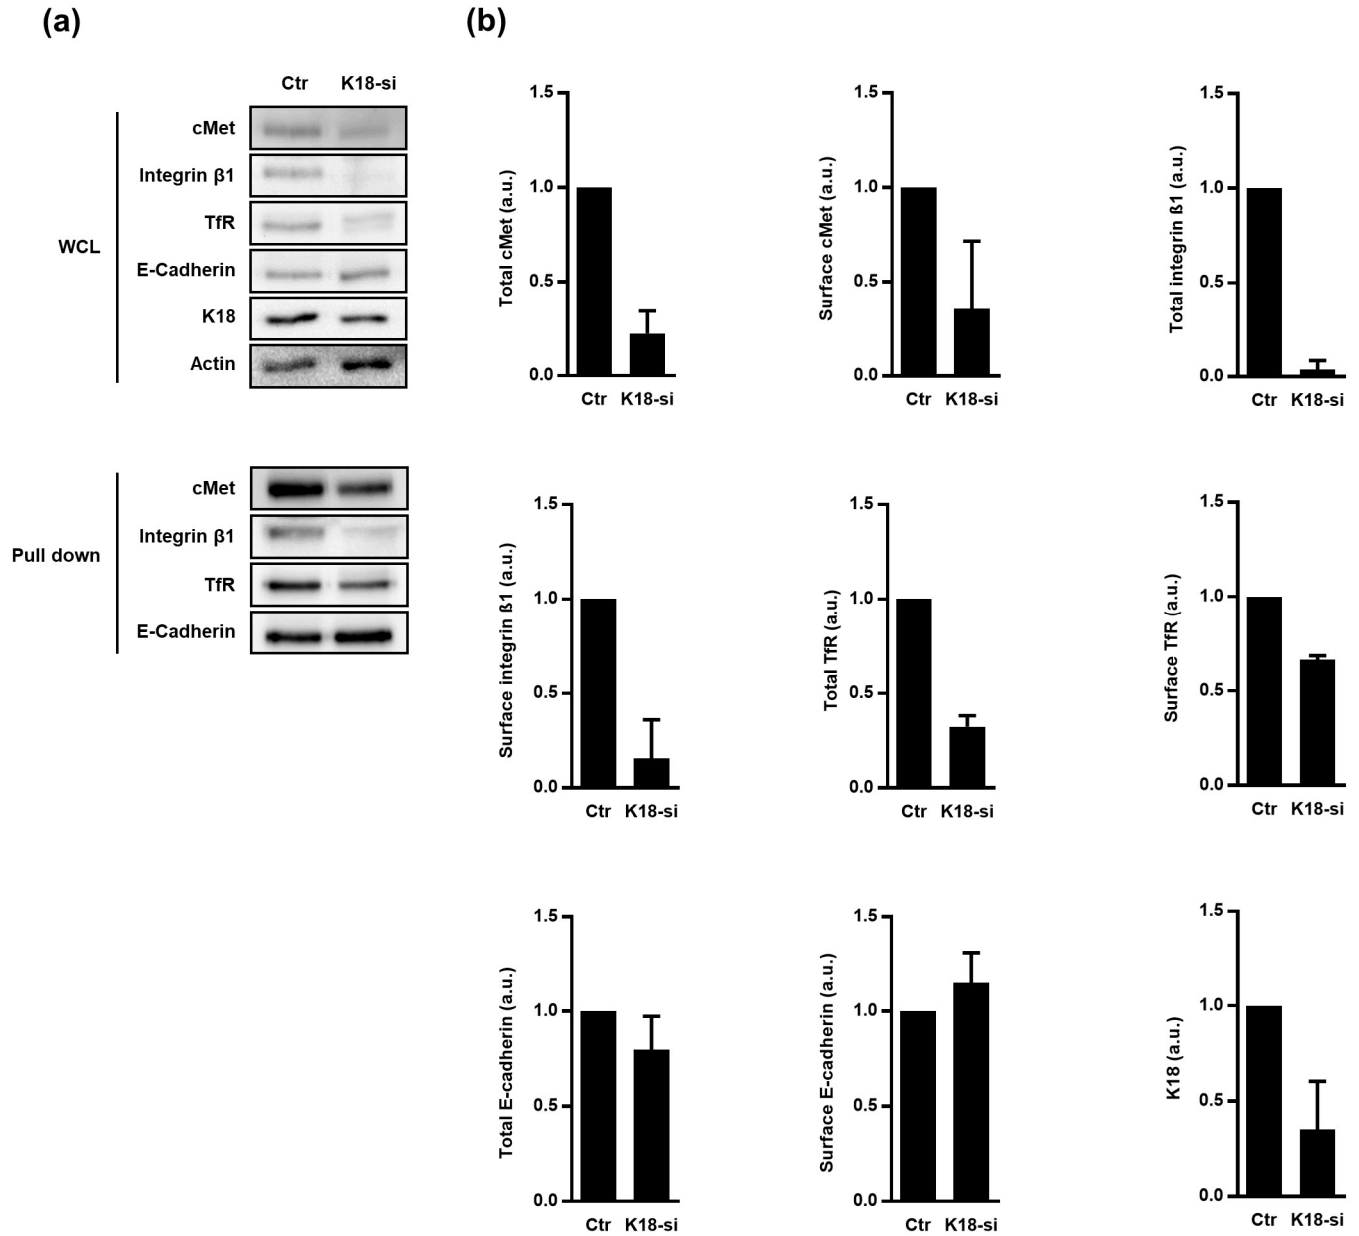 (a)
Ctr K18-si
WCL
cMet
Integrin β1
TfR
E-Cadherin
K18
Actin
Pull down
cMet
Integrin β1
TfR
E-Cadherin
(b)
Total cMet (a.u.)
1.5
1.0
0.5
0.0
Ctr K18-si
Surface cMet (a.u.)
1.5
1.0
0.5
0.0
Ctr K18-si
Total integrin ß1 (a.u.)
1.5
1.0
0.5
0.0
Ctr K18-si
Surface integrin ß1 (a.u.)
1.5
1.0
0.5
0.0
Ctr K18-si
Total TfR (a.u.)
1.5
1.0
0.5
0.0
Ctr K18-si
Surface TfR (a.u.)
1.5
1.0
0.5
0.0
Ctr K18-si
Total E-cadherin (a.u.)
1.5
1.0
0.5
0.0
Ctr K18-si
Surface E-cadherin (a.u.)
1.5
1.0
0.5
0.0
Ctr K18-si
K18 (a.u.)
1.5
1.0
0.5
0.0
Ctr K18-si